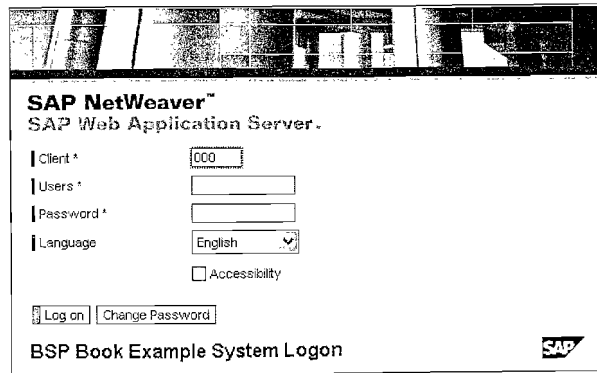 SAP NetWeaver™
SAP Web Application Server.
Client * 000
Users *
Password *
Language English
Accessibility
Log on Change Password
BSP Book Example System Logon SAP